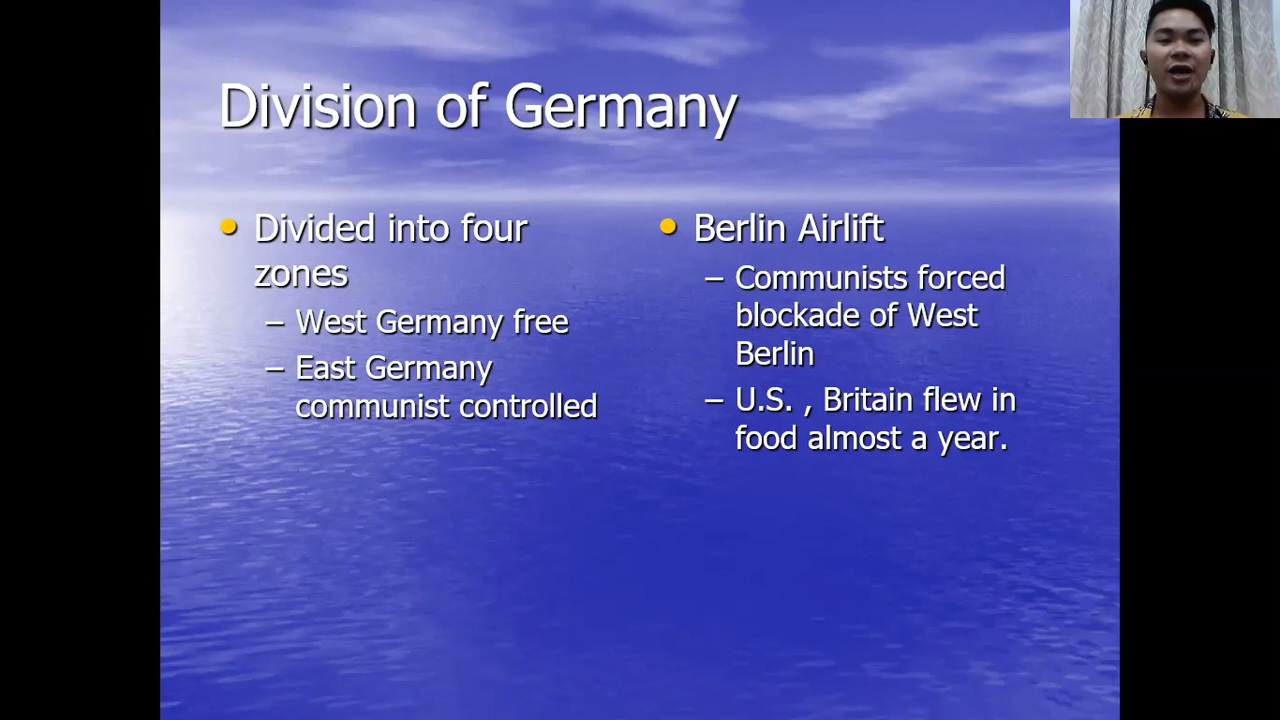 Division of Germany
Divided into four
zones
– West Germany free
– East Germany
communist controlled
Berlin Airlift
– Communists forced
blockade of West
Berlin
– U.S. , Britain flew in
food almost a year.